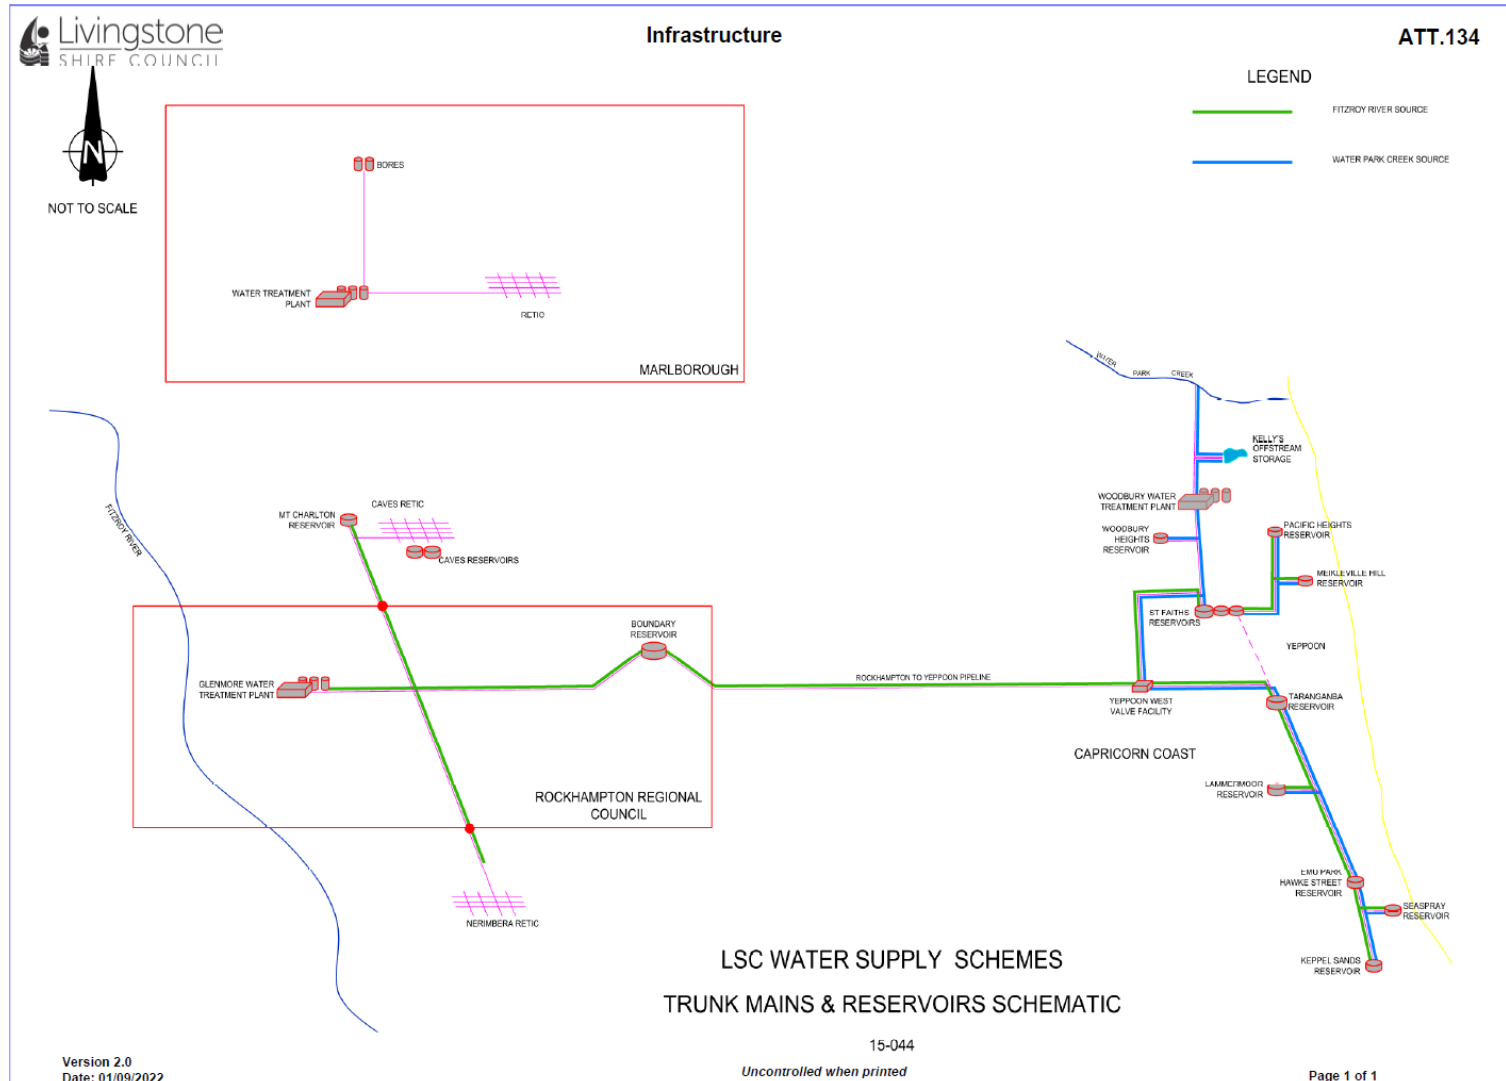 Livingstone
SHIRE COUNCIL
Infrastructure
ATT.134
LEGEND
FITZROY RIVER SOURCE
WATER PARK CREEK SOURCE
N
NOT TO SCALE
BORES
WATER TREATMENT
PLANT
RETIC
MARLBOROUGH
WATER
PARK
CREEK
KELLY'S
OFFSTREAM
STORAGE
WOODBURY WATER
TREATMENT PLANT
WOODBURY
HEIGHTS
RESERVOIR
PACIFIC HEIGHTS
RESERVOIR
MEIKLEVILLE HILL
RESERVOIR
ST FAITHS
RESERVOIRS
YEPPOON
FITZROY RIVER
MT CHARLTON
RESERVOIR
CAVES RETIC
CAVES RESERVOIRS
BOUNDARY
RESERVOIR
GLENMORE WATER
TREATMENT PLANT
ROCKHAMPTON TO YEPPOON PIPELINE
YEPPOON WEST
VALVE FACILITY
TARANGANBA
RESERVOIR
CAPRICORN COAST
LAMMERMOOR
RESERVOIR
ROCKHAMPTON REGIONAL
COUNCIL
EMU PARK
HAWKE STREET
RESERVOIR
SEASPRAY
RESERVOIR
NERIMBERA RETIC
KEPPEL SANDS
RESERVOIR
LSC WATER SUPPLY SCHEMES
TRUNK MAINS & RESERVOIRS SCHEMATIC
15-044
Version 2.0
Date: 01/09/2022
Uncontrolled when printed
Page 1 of 1